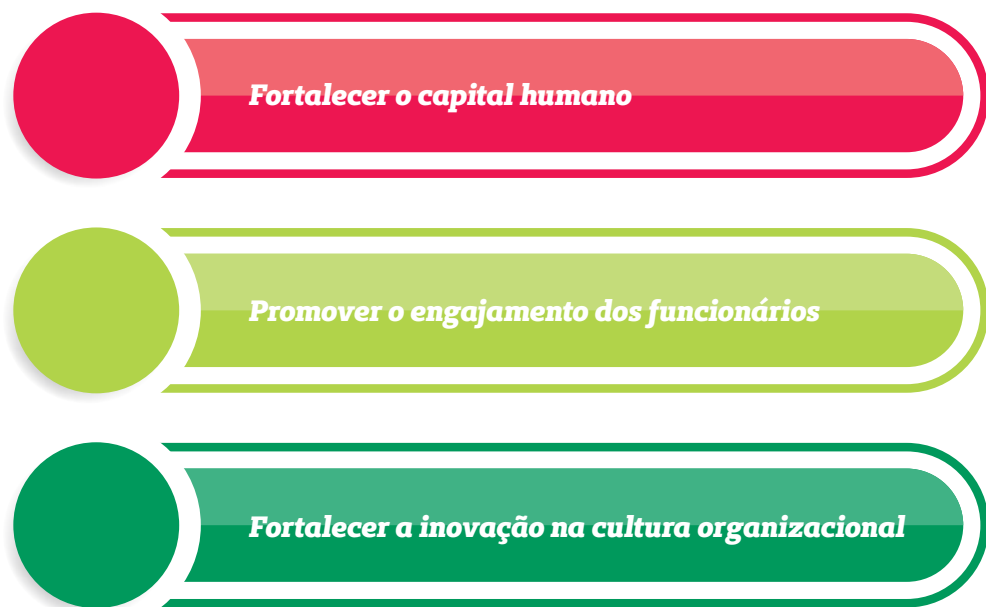 Fortalecer o capital humano
Promover o engajamento dos funcionários
Fortalecer a inovação na cultura organizacional